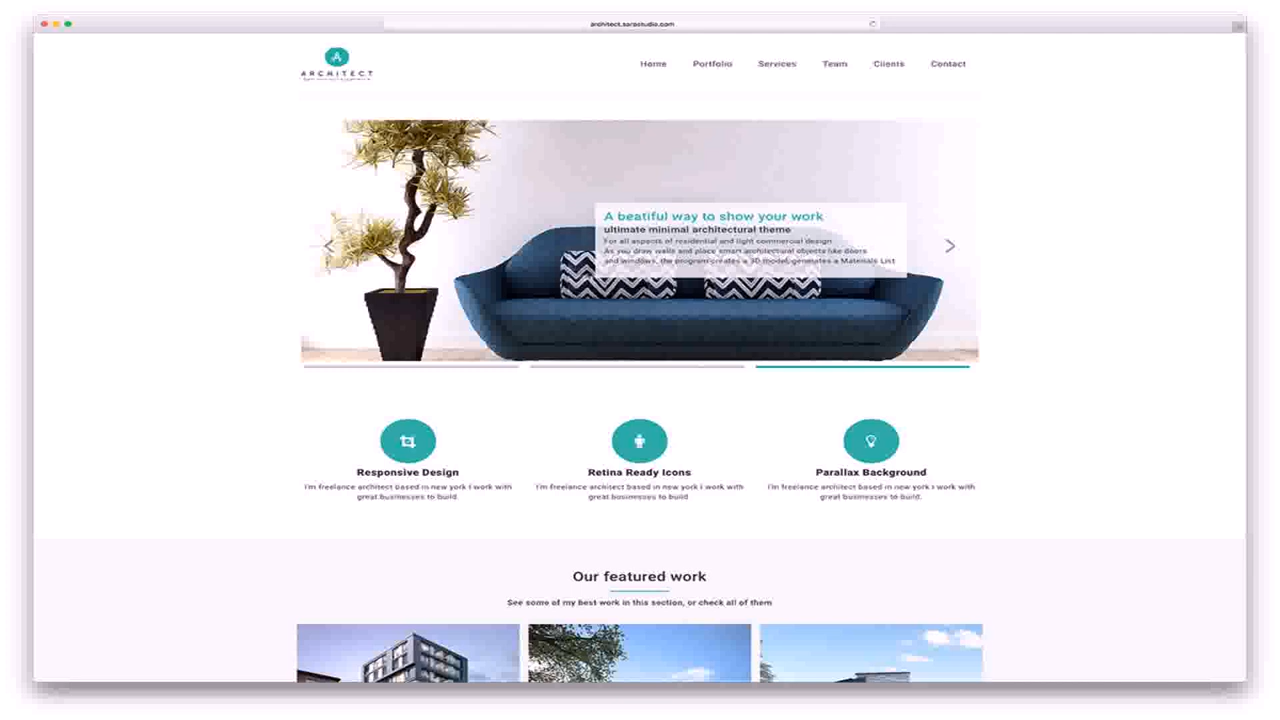 architect.sarastudio.com
A
ARCHITECT
Home Portfolio Services Team Clients Contact
A beatiful way to show your work
ultimate minimal architectural theme
For all aspects of residential and light commercial design
As you draw walls and place smart architectural objects like doors
and windows, the program creates a 3D model, generates a Materials List
Responsive Design
I'm freelance architect based in new york I work with
great businesses to build.
Retina Ready Icons
I'm freelance architect based in new york I work with
great businesses to build
Parallax Background
I'm freelance architect based in new york I work with
great businesses to build.
Our featured work
See some of my best work in this section, or check all of them